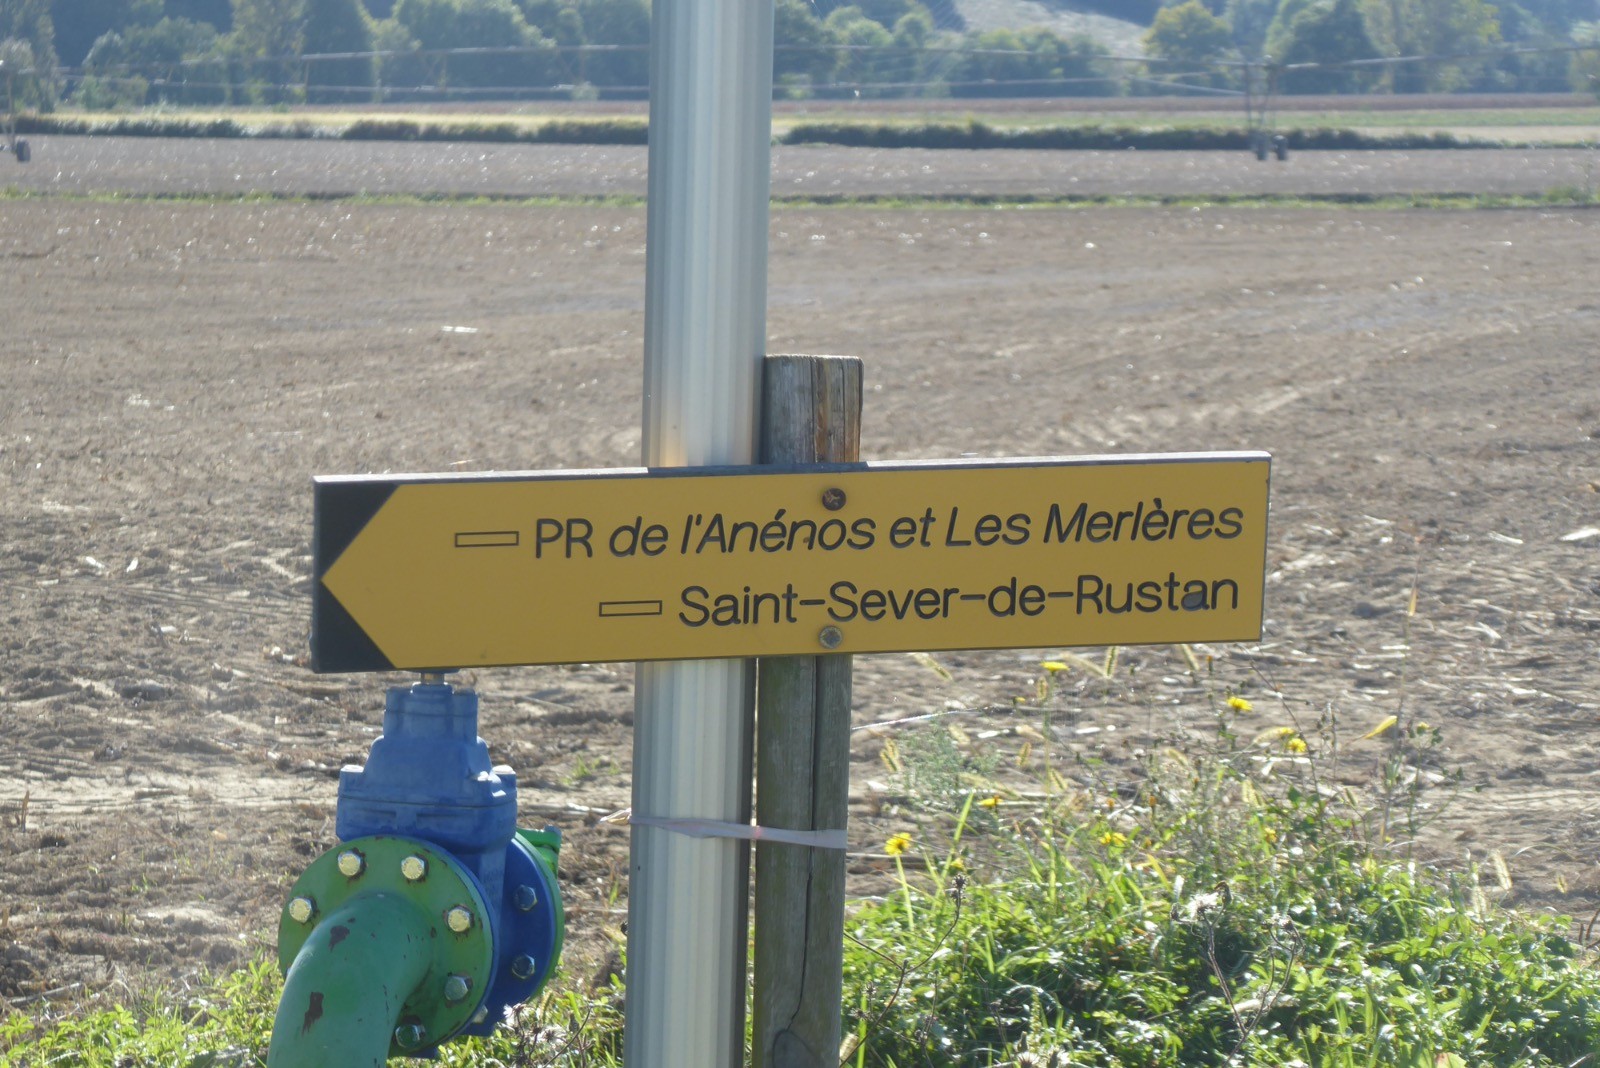 PR de l'Anénos et Les Merlères
Saint-Sever-de-Rustan